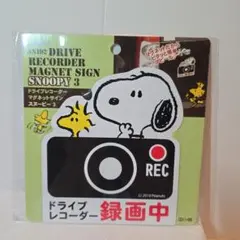 DRIVE
RECORDER
MAGNET SIGN
SNOOPY 3
ドライブレコーダー
マグネットサイン
スヌーピー3
REC
ドライブ
レコーダー
録画中